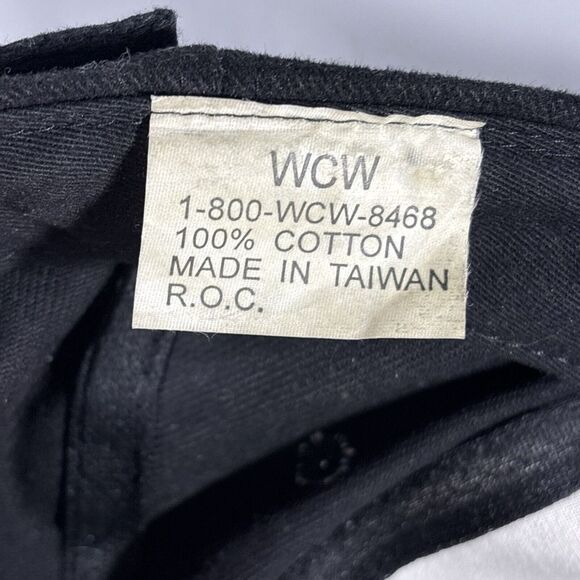 WCW
1-800-WCW-8468
100% COTTON
MADE IN TAIWAN
R.O.C.